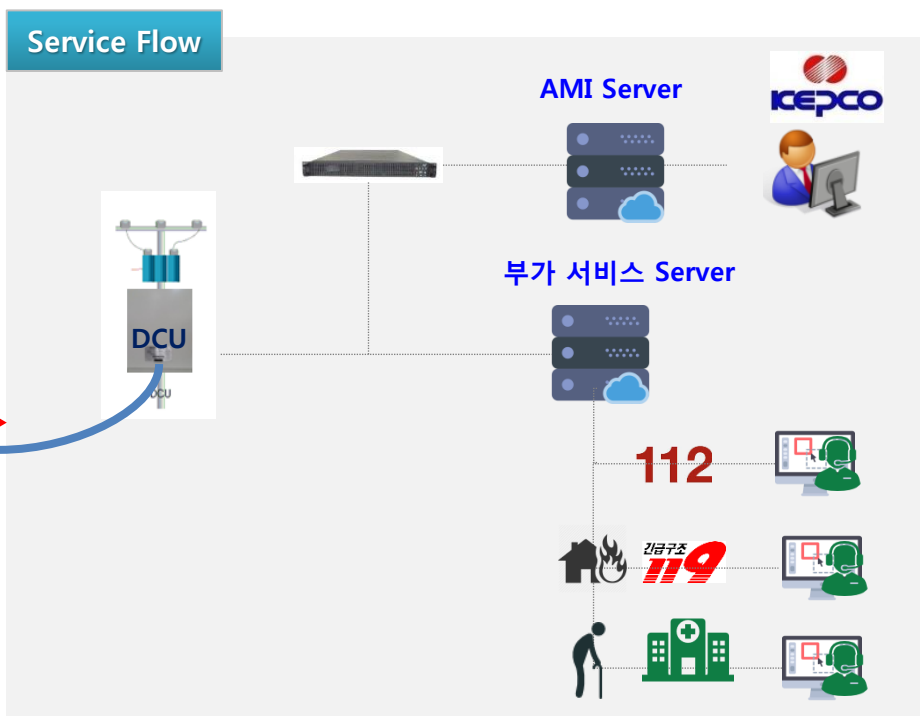 Service Flow
AMI Server
KEPCO
부가 서비스 Server
DCU
DCU
112
긴급구조
119